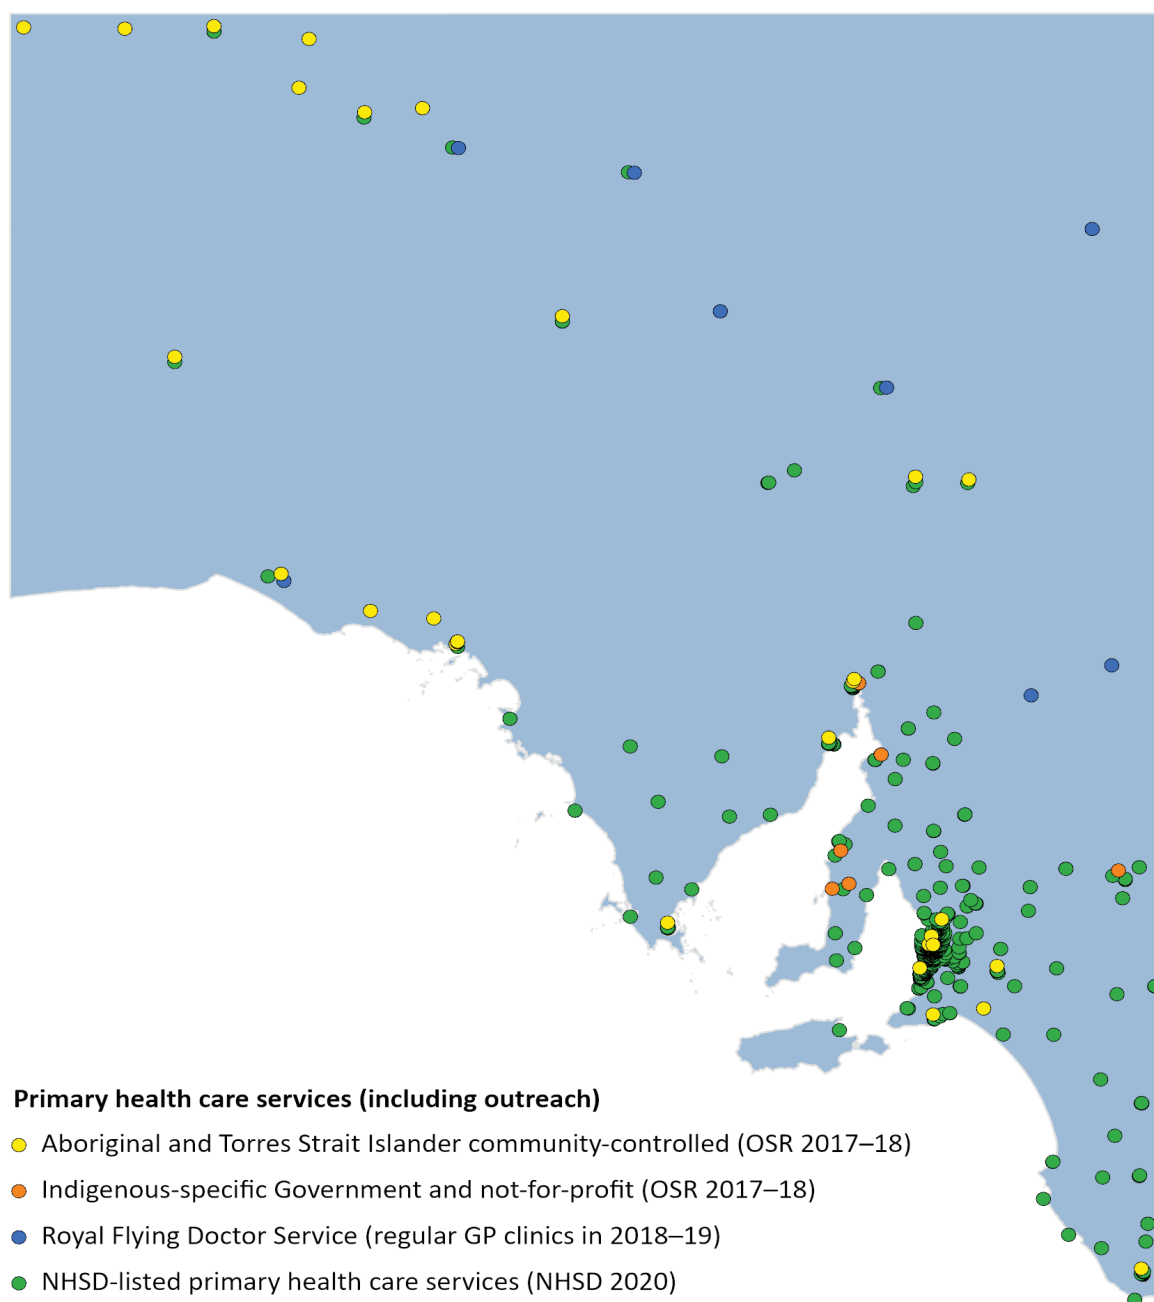 Primary health care services (including outreach)
Aboriginal and Torres Strait Islander community-controlled (OSR 2017–18)
Indigenous-specific Government and not-for-profit (OSR 2017–18)
Royal Flying Doctor Service (regular GP clinics in 2018–19)
NHSD-listed primary health care services (NHSD 2020)